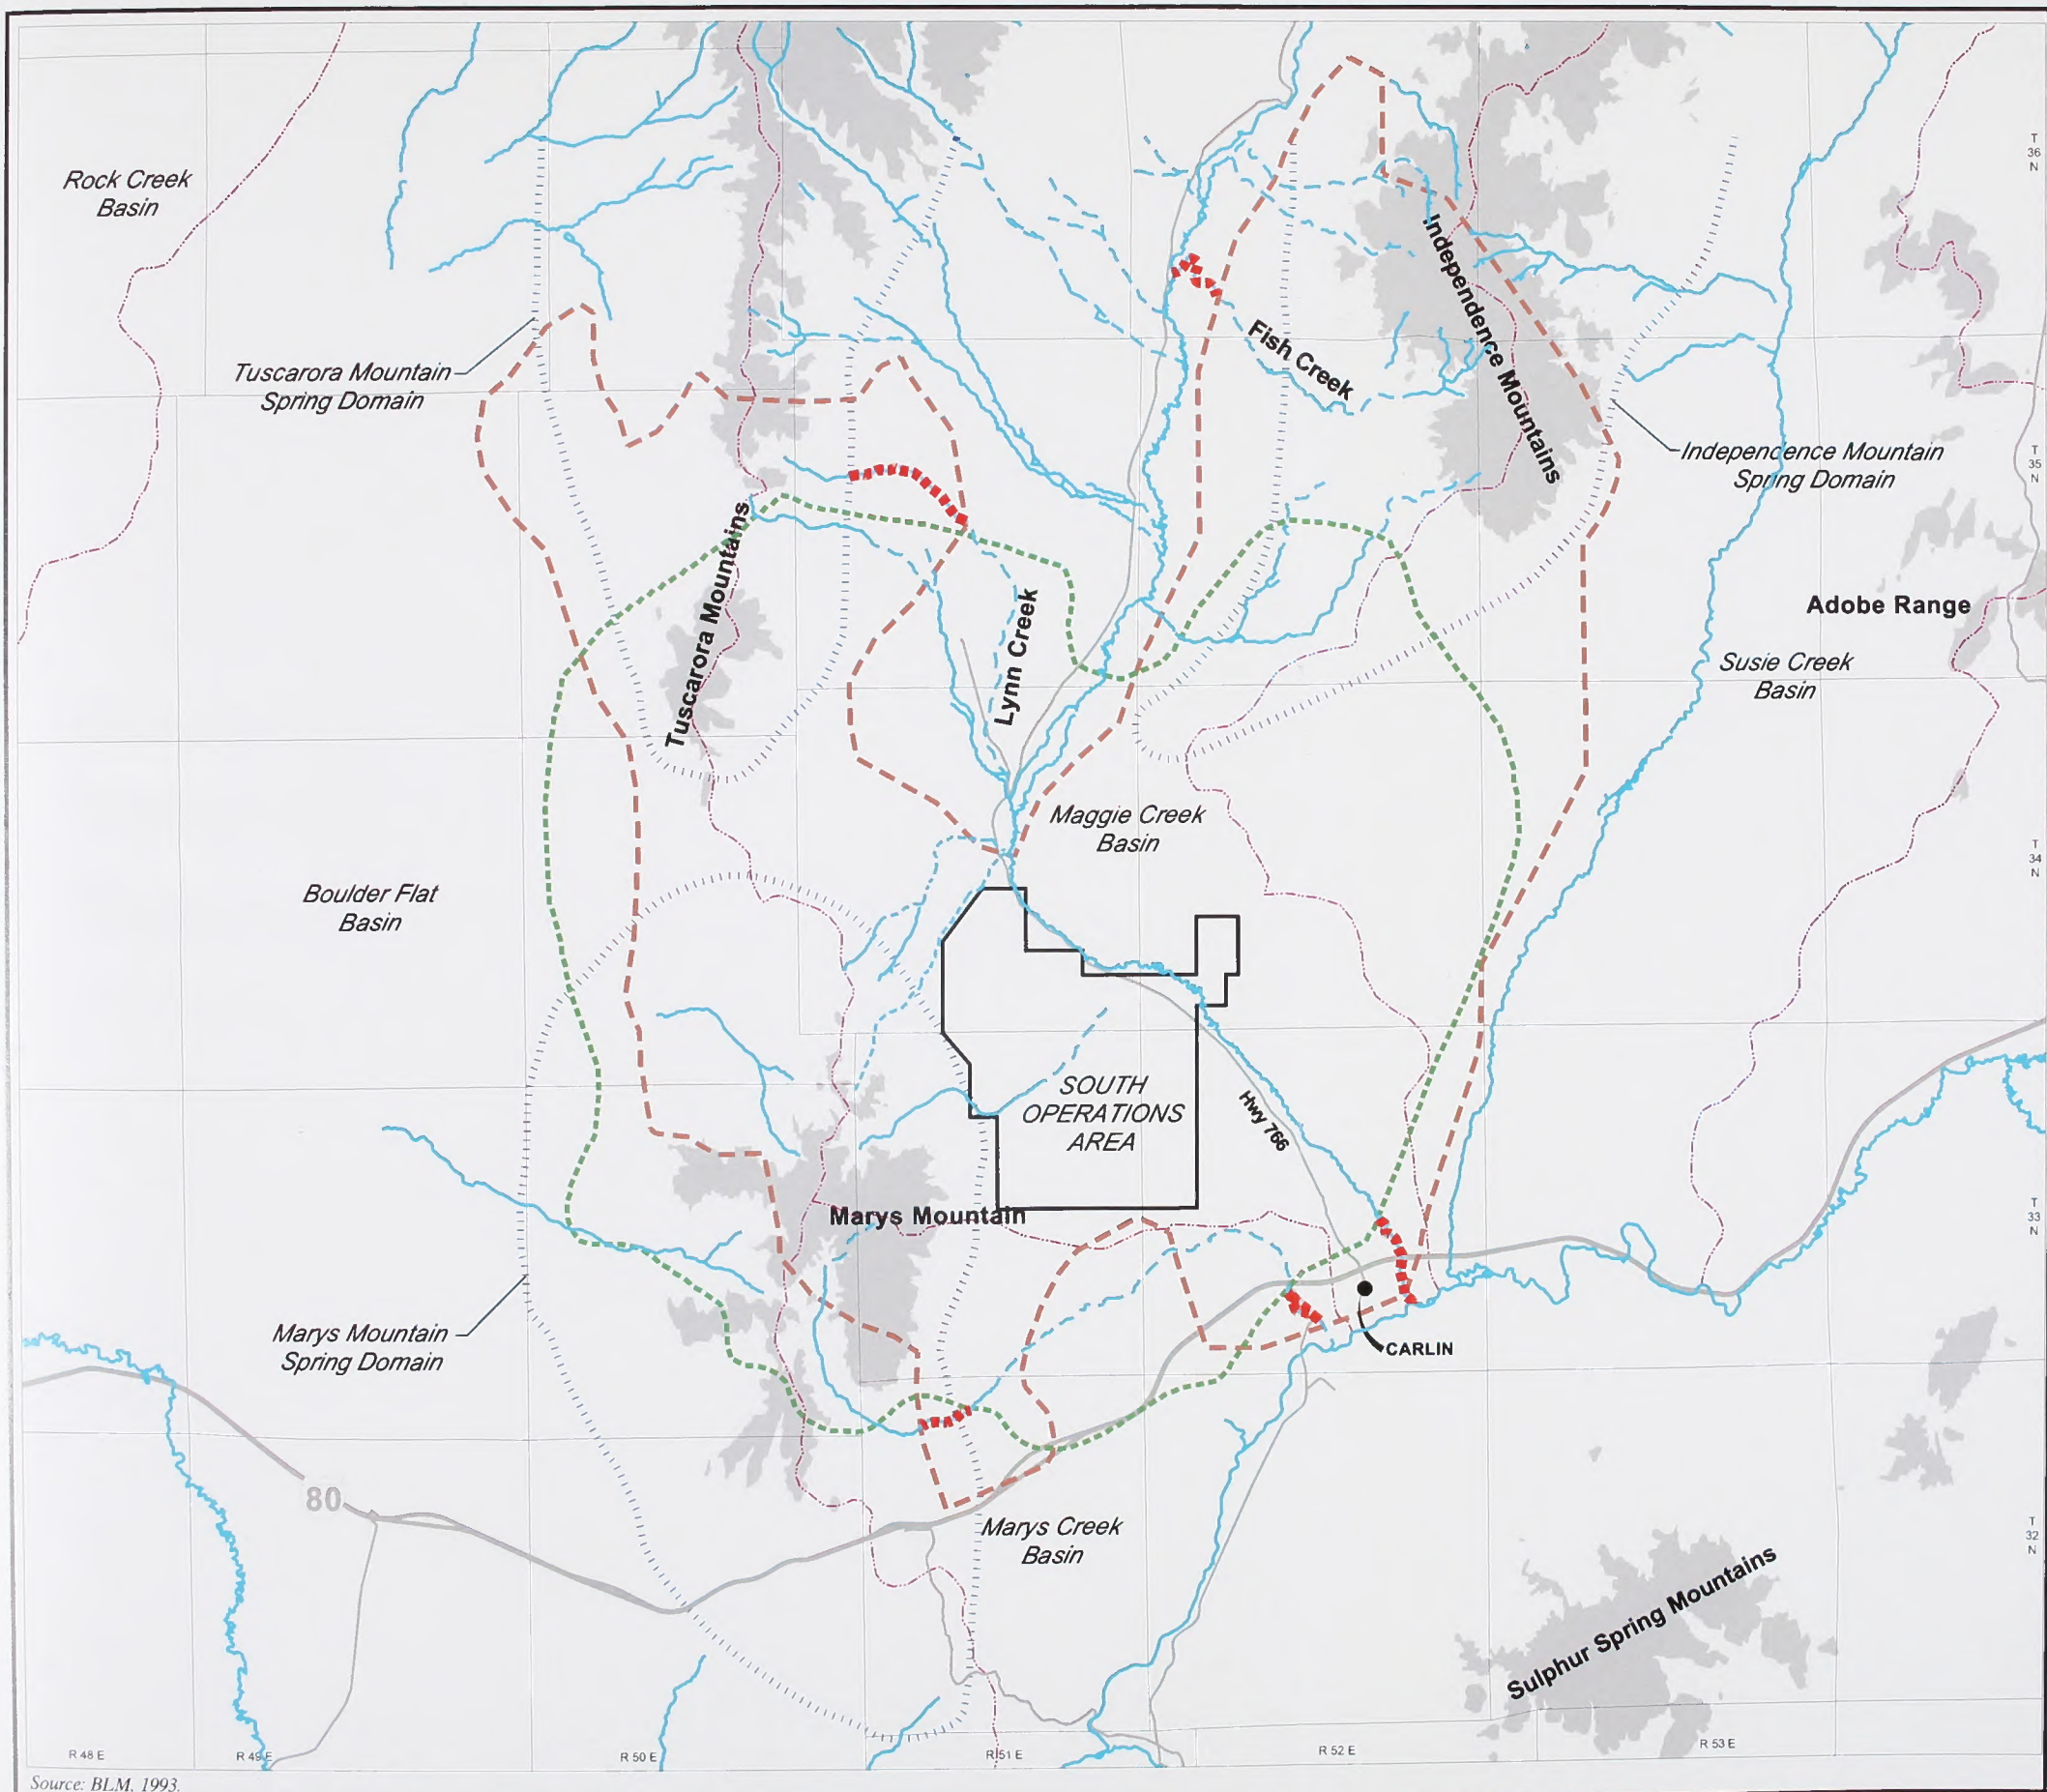 T
36
N
Rock Creek
Basin
Independence Mountains
Fish Creek
Tuscarora Mountain
Spring Domain
Independence Mountain
Spring Domain
T
35
N
Tuscarora Mountains
Lynn Creek
Adobe Range
Susie Creek
Basin
Maggie Creek
Basin
T
34
N
Boulder Flat
Basin
SOUTH
OPERATIONS
AREA
Hwy 766
Marys Mountain
T
33
N
Marys Mountain
Spring Domain
CARLIN
80
Marys Creek
Basin
T
32
N
Sulphur Spring Mountains
R 48 E
R 49 E
R 50 E
R 51 E
R 52 E
R 53 E
Source: BLM, 1993.